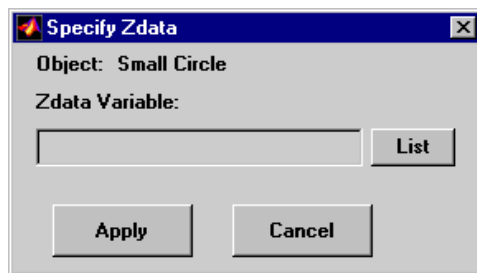 Specify Zdata
Object: Small Circle
Zdata Variable:
List
Apply Cancel